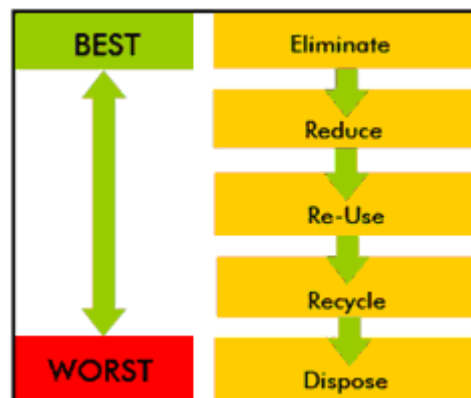 BEST
Eliminate
Reduce
Re-Use
Recycle
WORST
Dispose